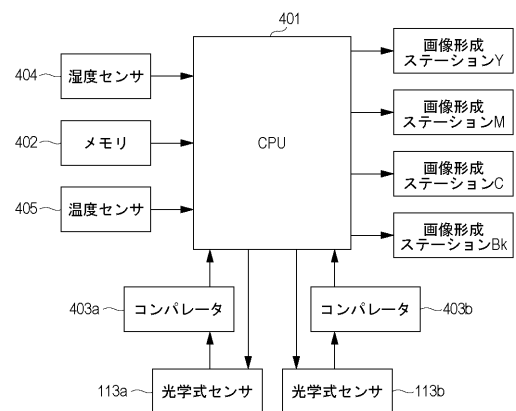 401
404
湿度センサ
402
メモリ
405
温度センサ
CPU
画像形成
ステーションY
画像形成
ステーションM
画像形成
ステーションC
画像形成
ステーションBk
403a
コンパレータ
コンパレータ
403b
113a
光学式センサ
光学式センサ
113b